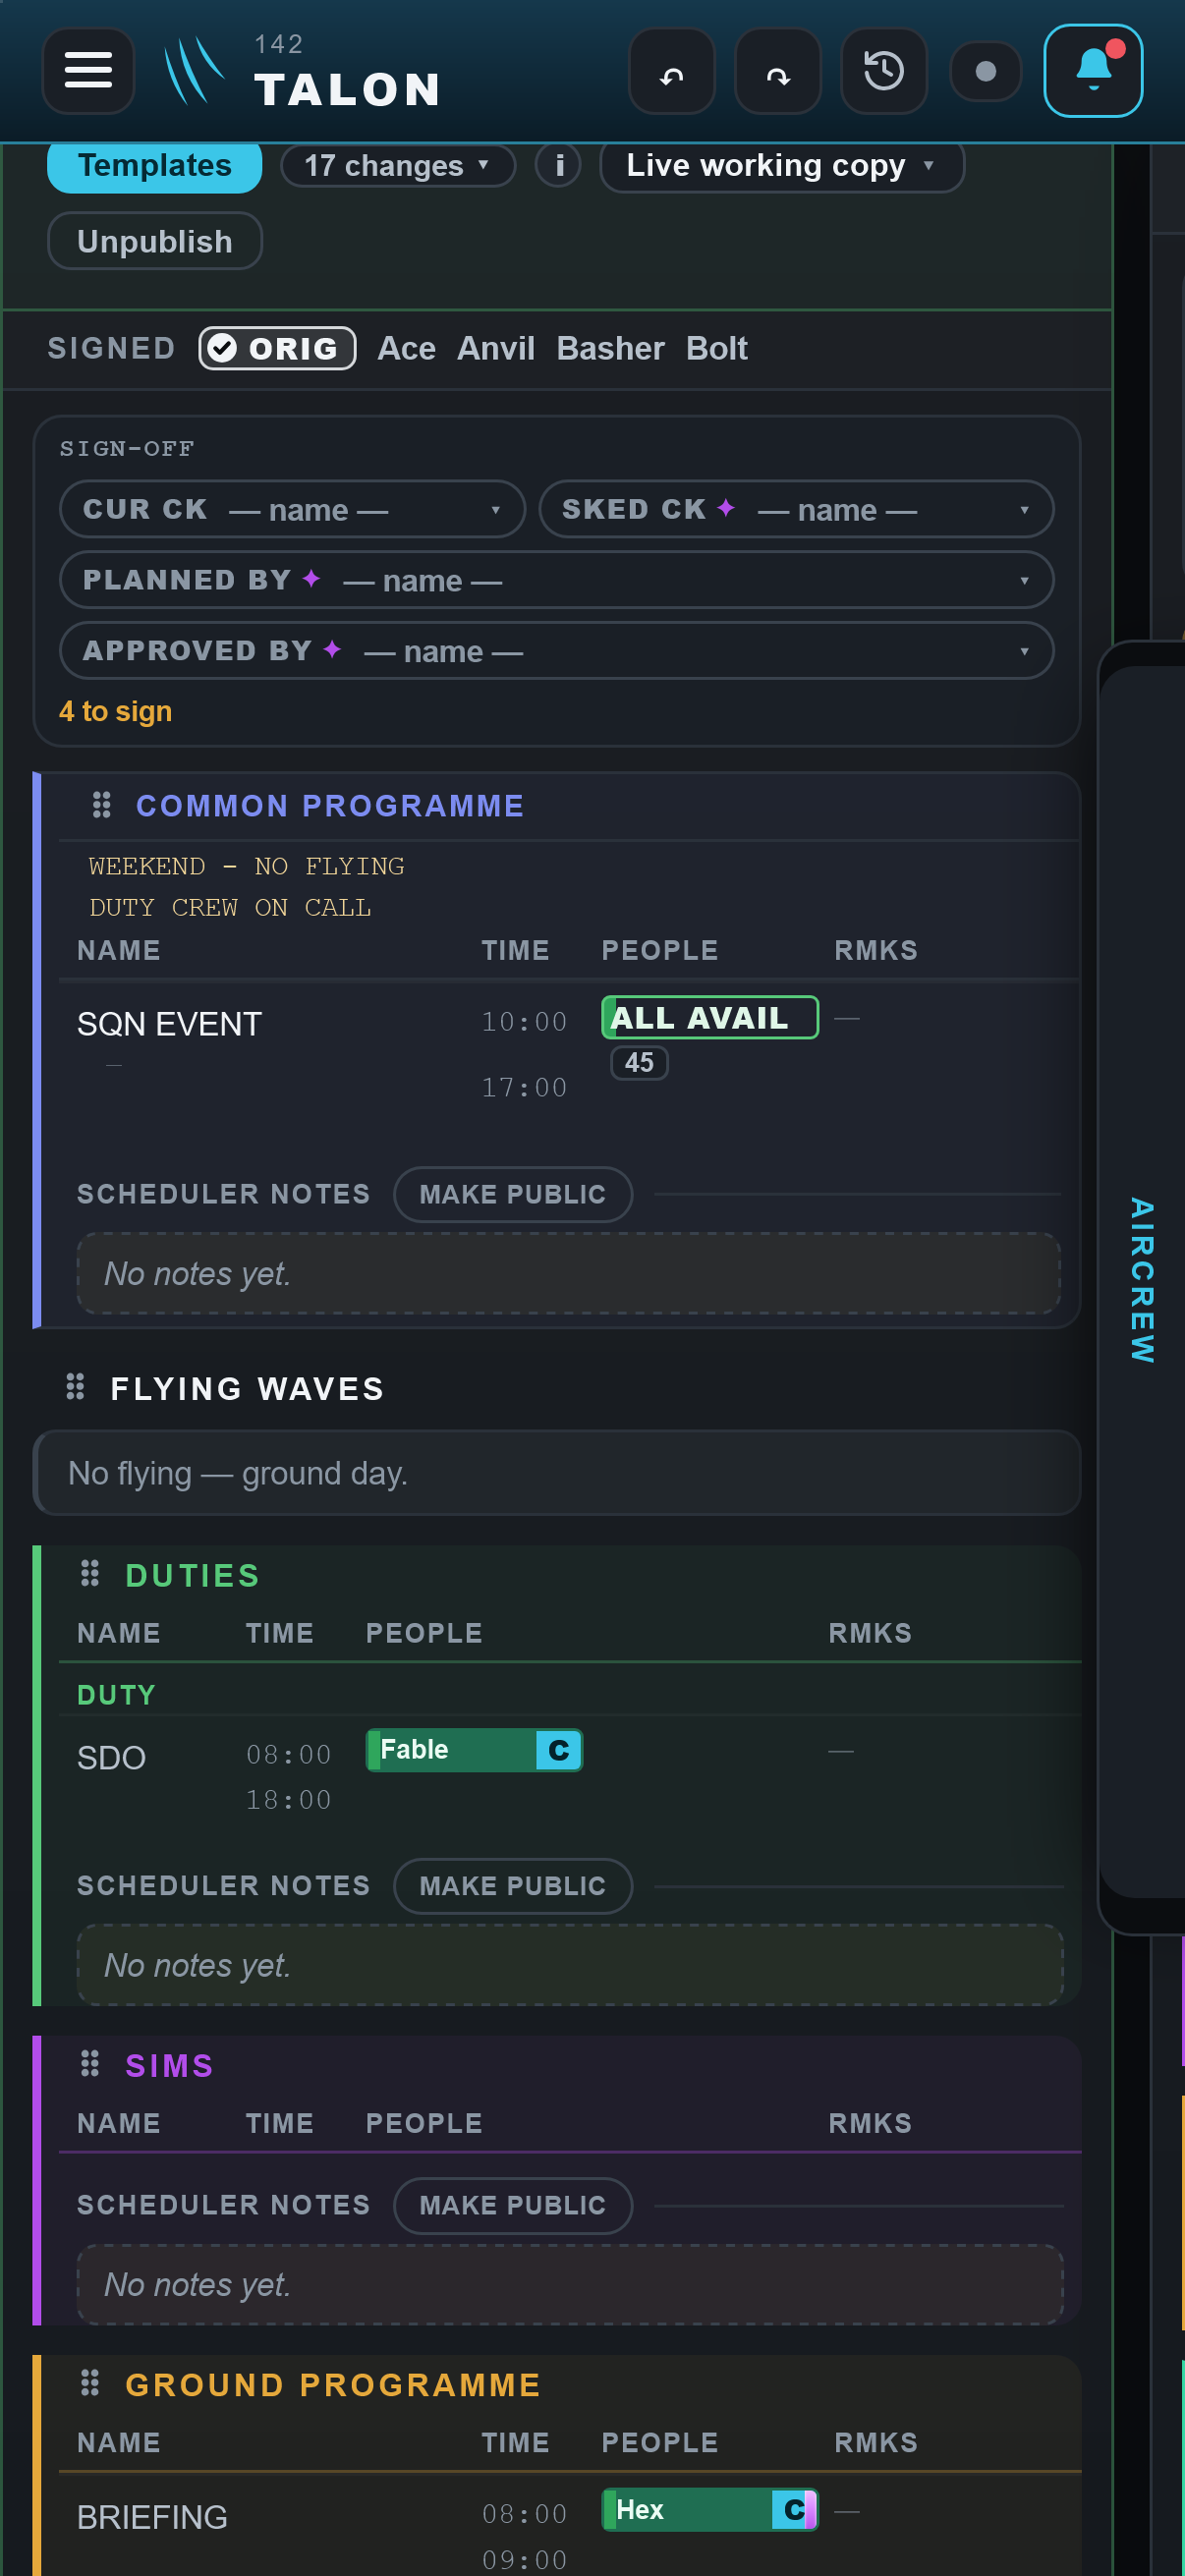 142
TALON
Templates 17 changes ▾ i Live working copy ▾
Unpublish
SIGNED ORIG Ace Anvil Basher Bolt
SIGN-OFF
CUR CK — name — ▾ SKED CK ✦ — name — ▾
PLANNED BY ✦ — name — ▾
APPROVED BY ✦ — name — ▾
4 to sign
COMMON PROGRAMME
WEEKEND - NO FLYING
DUTY CREW ON CALL
NAME TIME PEOPLE RMKS
SQN EVENT 10:00 ALL AVAIL —
— 45
17:00
SCHEDULER NOTES MAKE PUBLIC
No notes yet.
AIRCREW
FLYING WAVES
No flying — ground day.
DUTIES
NAME TIME PEOPLE RMKS
DUTY
SDO 08:00 Fable C —
18:00
SCHEDULER NOTES MAKE PUBLIC
No notes yet.
SIMS
NAME TIME PEOPLE RMKS
SCHEDULER NOTES MAKE PUBLIC
No notes yet.
GROUND PROGRAMME
NAME TIME PEOPLE RMKS
BRIEFING 08:00 Hex C —
09:00